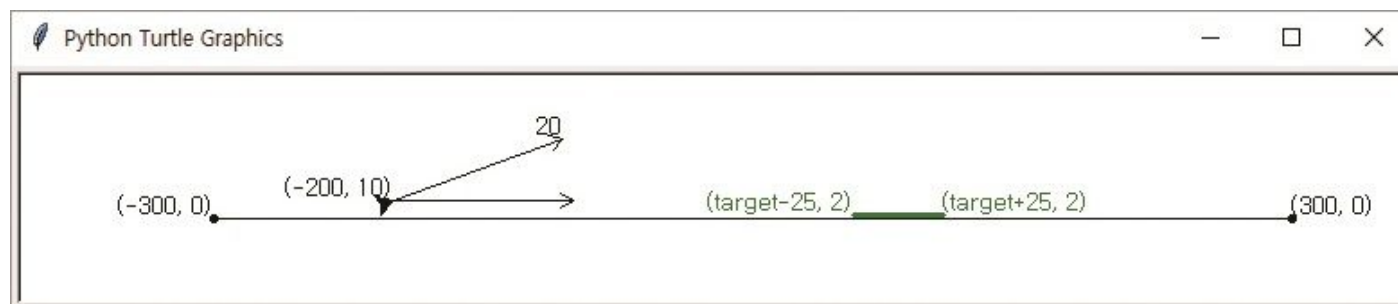 Python Turtle Graphics
20
(-200, 10)
(-300, 0)
(target-25, 2)
(target+25, 2)
(300, 0)